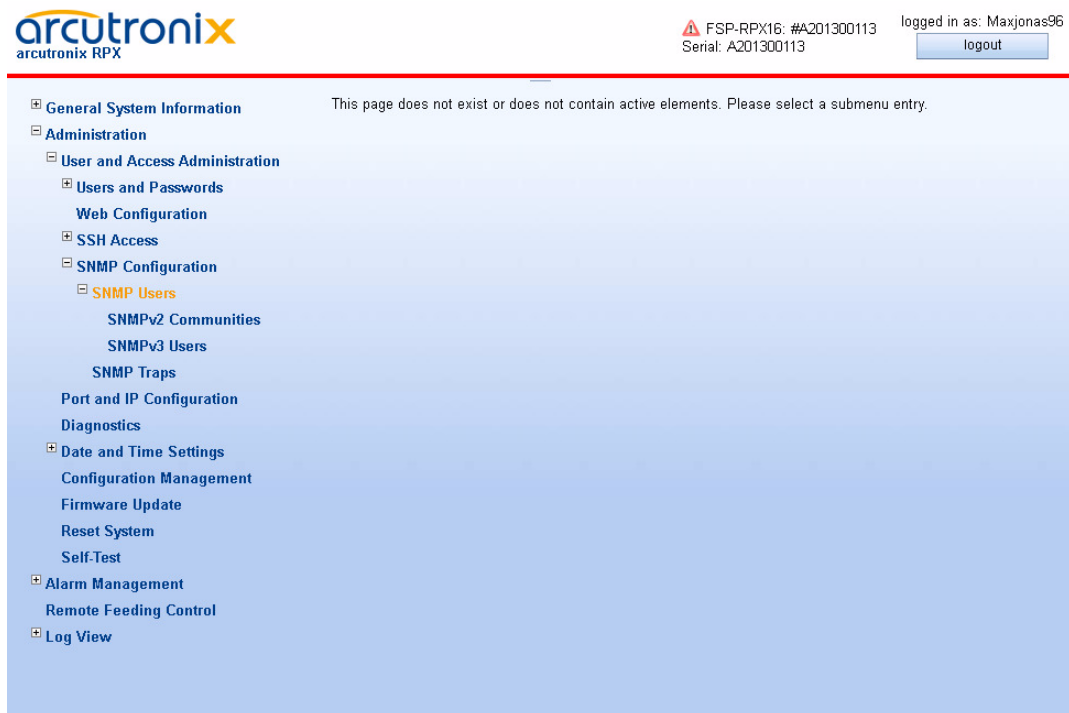 arcutronix
arcutronix RPX
FSP-RPX16: #A201300113
Serial: A201300113
logged in as: Maxjonas96
logout
This page does not exist or does not contain active elements. Please select a submenu entry.
General System Information
Administration
User and Access Administration
Users and Passwords
Web Configuration
SSH Access
SNMP Configuration
SNMP Users
SNMPv2 Communities
SNMPv3 Users
SNMP Traps
Port and IP Configuration
Diagnostics
Date and Time Settings
Configuration Management
Firmware Update
Reset System
Self-Test
Alarm Management
Remote Feeding Control
Log View